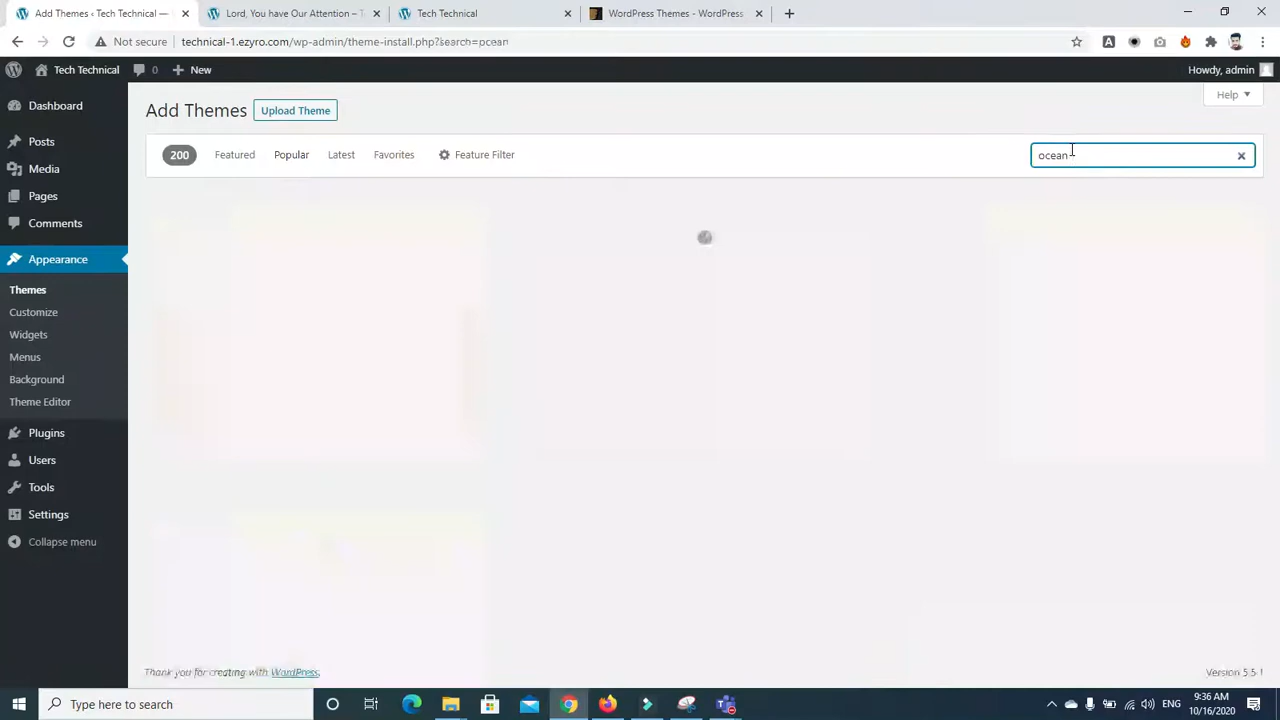 Add Themes ‹ Tech Technical —
Lord, You have Our Attention – T
Tech Technical
WordPress Themes - WordPress
Not secure
technical-1.ezyro.com/wp-admin/theme-install.php?search=ocean
Tech Technical
0
New
Howdy, admin
Dashboard
Posts
Media
Pages
Comments
Appearance
Themes
Customize
Widgets
Menus
Background
Theme Editor
Plugins
Users
Tools
Settings
Collapse menu
Add Themes
Upload Theme
Help
200
Featured
Popular
Latest
Favorites
Feature Filter
ocean
Thank you for creating with WordPress.
Version 5.5.1
Type here to search
ENG
9:36 AM
10/16/2020